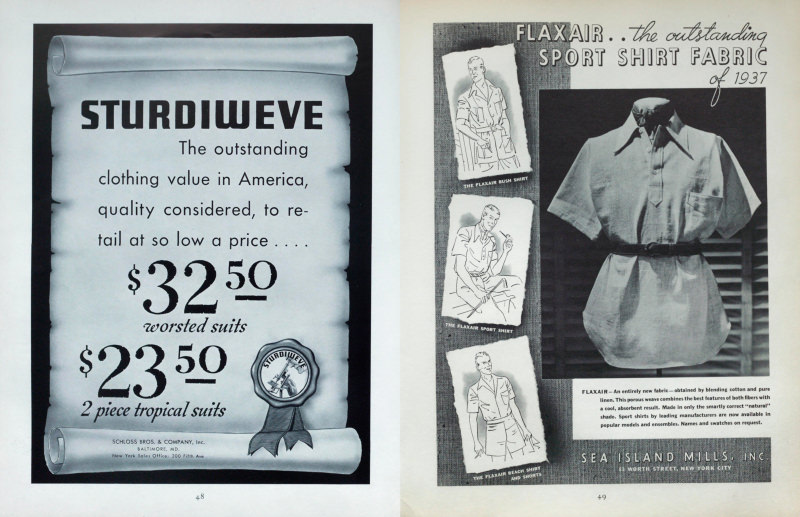 STURDIWEVE
The outstanding
clothing value in America,
quality considered, to re-
tail at so low a price . . . .
$32 50
worsted suits
$23 50
2 piece tropical suits
STURDIWEVE
SCHLOSS BROS. & COMPANY, Inc.
BALTIMORE, MD.
New York Sales Office: 200 Fifth Ave.
48
FLAXAIR . . the outstanding
SPORT SHIRT FABRIC
of 1937
THE FLAXAIR BUSH SHIRT
THE FLAXAIR SPORT SHIRT
THE FLAXAIR BEACH SHIRT
AND SHORTS
FLAXAIR — An entirely new fabric — obtained by blending cotton and pure
linen. This porous weave combines the best features of both fibers with
a cool, absorbent result. Made in only the smartly correct "natural"
shade. Sport shirts by leading manufacturers are now available in
popular models and ensembles. Names and swatches on request.
SEA ISLAND MILLS, INC.
55 WORTH STREET, NEW YORK CITY
49